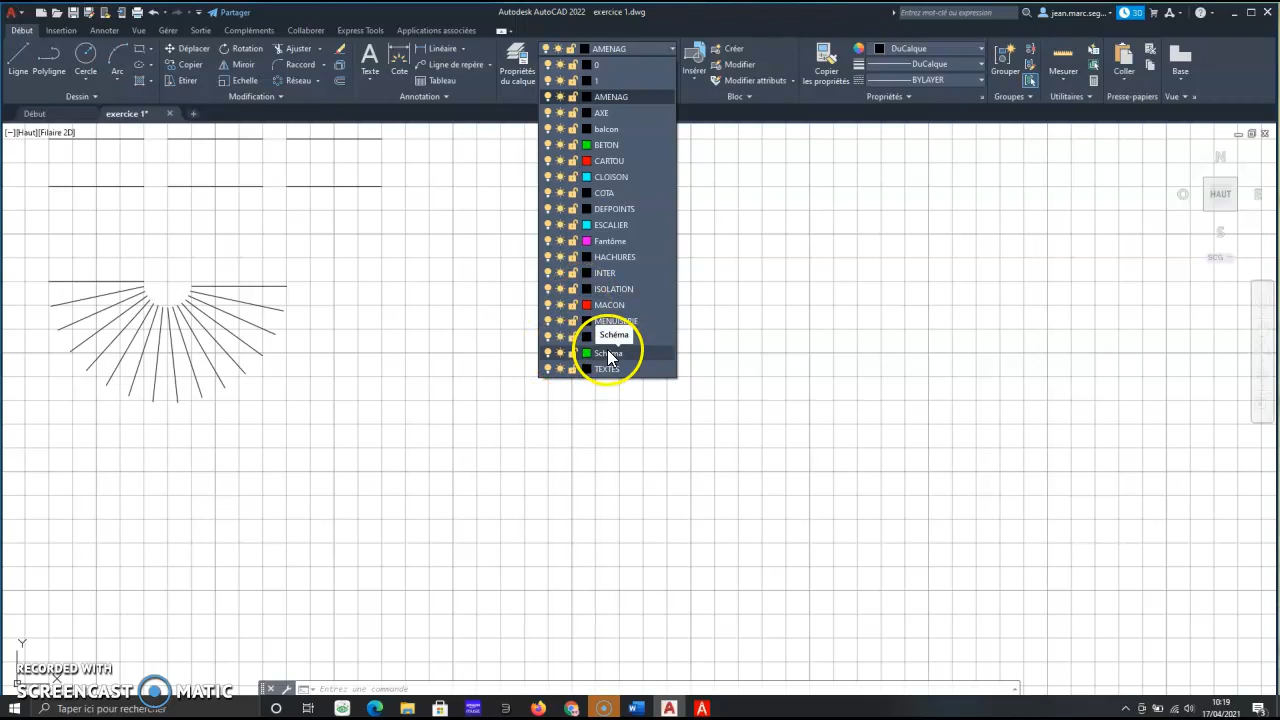 Partager
Autodesk AutoCAD 2022 exercice 1.dwg
Entrez mot-clé ou expression
jean.marc.seg...
30
Début Insertion Annoter Vue Gérer Sortie Compléments Collaborer Express Tools Applications associées
Ligne Polyligne Cercle Arc
Déplacer Rotation Ajuster
Copier Miroir Raccord
Etirer Echelle Réseau
Texte Cote
Linéaire
Ligne de repère
Tableau
Propriétés du calque
AMENAG
Insérer
Créer
Modifier
Modifier attributs
Copier les propriétés
DuCalque
DuCalque
BYLAYER
Grouper
Mesurer
Coller
Base
Dessin Modification Annotation Bloc Propriétés Groupes Utilitaires Presse-papiers Vue
Début exercice 1*
[−][Haut][Filaire 2D]
0
1
AMENAG
AXE
balcon
BETON
CARTOU
CLOISON
COTA
DEFPOINTS
ESCALIER
Fantôme
HACHURES
INTER
ISOLATION
MACON
MENUISERIE
Schéma
Schéma
TEXTES
N
O HAUT E
S
SCG
Y
X
RECORDED WITH
SCREENCAST MATIC
Entrez une commande
Taper ici pour rechercher
10:19
17/04/2021